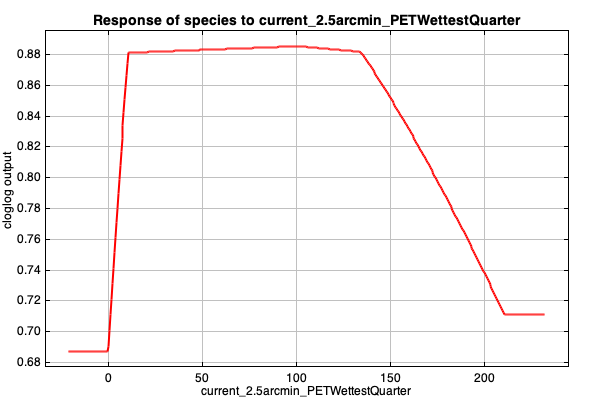 Response of species to current_2.5arcmin_PETWettestQuarter
cloglog output
0.88
0.86
0.84
0.82
0.80
0.78
0.76
0.74
0.72
0.70
0.68
0 50 100 150 200
current_2.5arcmin_PETWettestQuarter